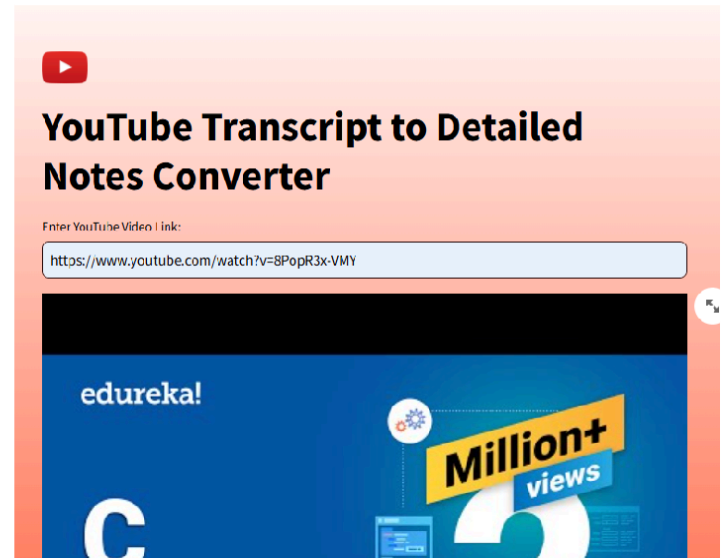 YouTube Transcript to Detailed
Notes Converter
Enter YouTube Video Link:
https://www.youtube.com/watch?v=8PopR3x-VMY
edureka!
Million+
views
C